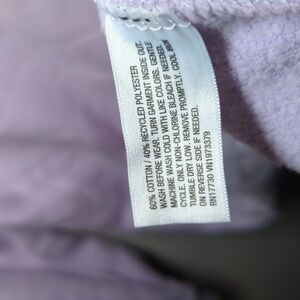 60% COTTON / 40% RECYCLED POLYESTER
WASH BEFORE WEAR. TURN GARMENT INSIDE OUT.
MACHINE WASH COLD WITH LIKE COLORS. GENTLE
CYCLE. ONLY NON-CHLORINE BLEACH IF NEEDED.
TUMBLE DRY LOW. REMOVE PROMPTLY. COOL IRON
ON REVERSE SIDE IF NEEDED.
RN17730 VN1973379